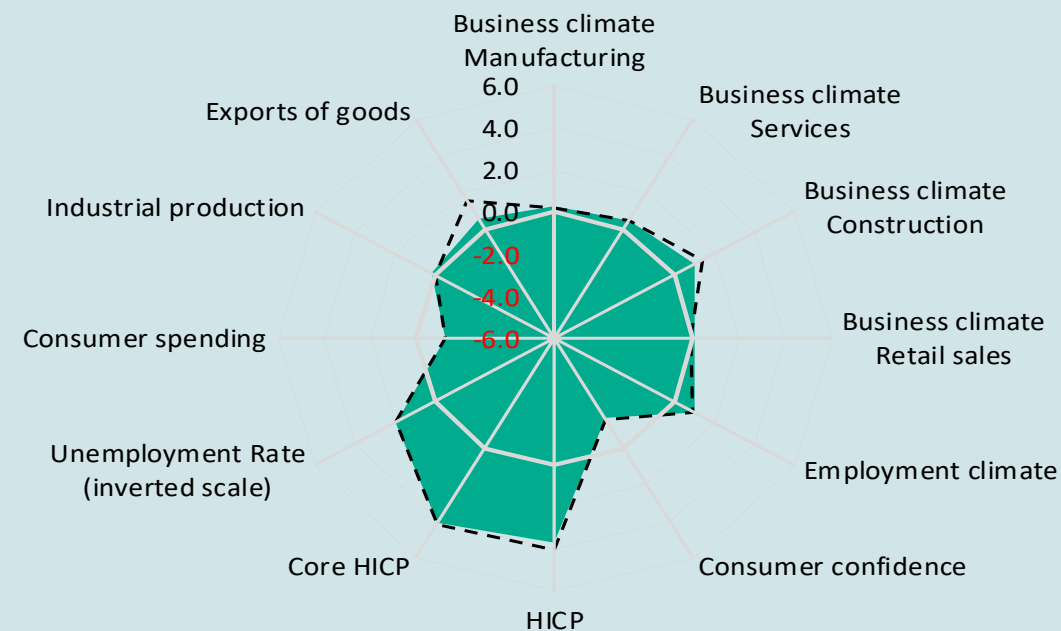 Business climate
Manufacturing
6.0
4.0
2.0
0.0
-2.0
-4.0
-6.0
Business climate
Services
Business climate
Construction
Business climate
Retail sales
Employment climate
Consumer confidence
HICP
Core HICP
Unemployment Rate
(inverted scale)
Consumer spending
Industrial production
Exports of goods